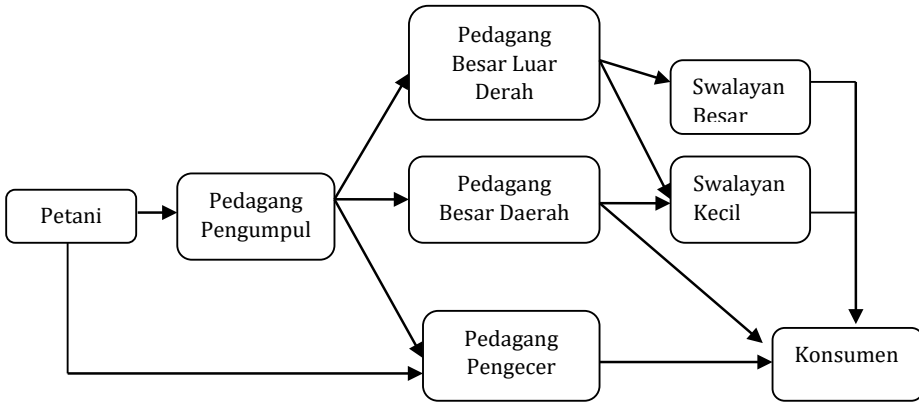 Petani
Pedagang
Pengumpul
Pedagang
Besar Luar
Derah
Pedagang
Besar Daerah
Pedagang
Pengecer
Swalayan
Besar
Swalayan
Kecil
Konsumen